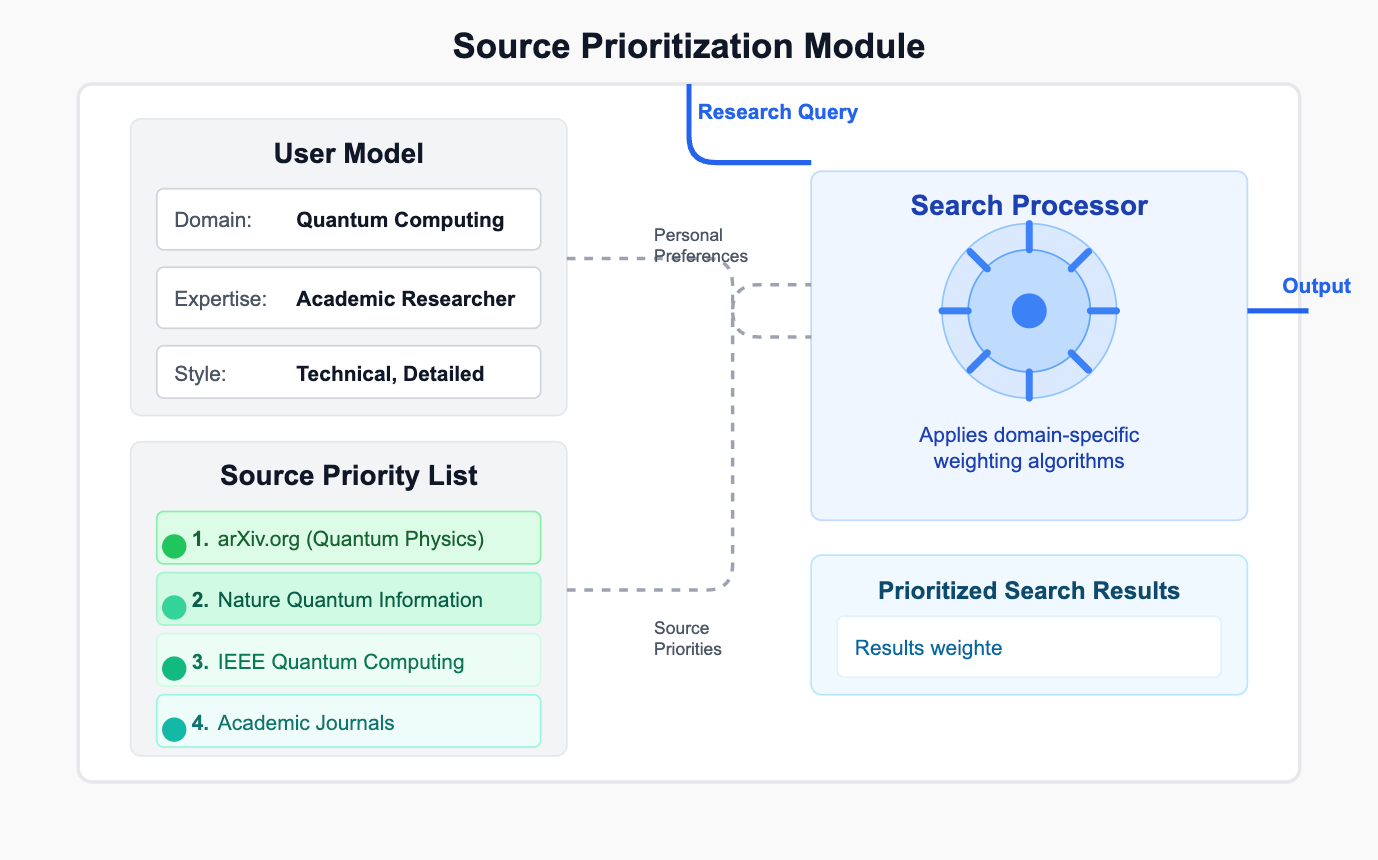 Source Prioritization Module
Research Query
User Model
Domain: Quantum Computing
Expertise: Academic Researcher
Style: Technical, Detailed
Personal
Preferences
Search Processor
Applies domain-specific
weighting algorithms
Output
Source Priority List
1. arXiv.org (Quantum Physics)
2. Nature Quantum Information
3. IEEE Quantum Computing
4. Academic Journals
Source
Priorities
Prioritized Search Results
Results weighte